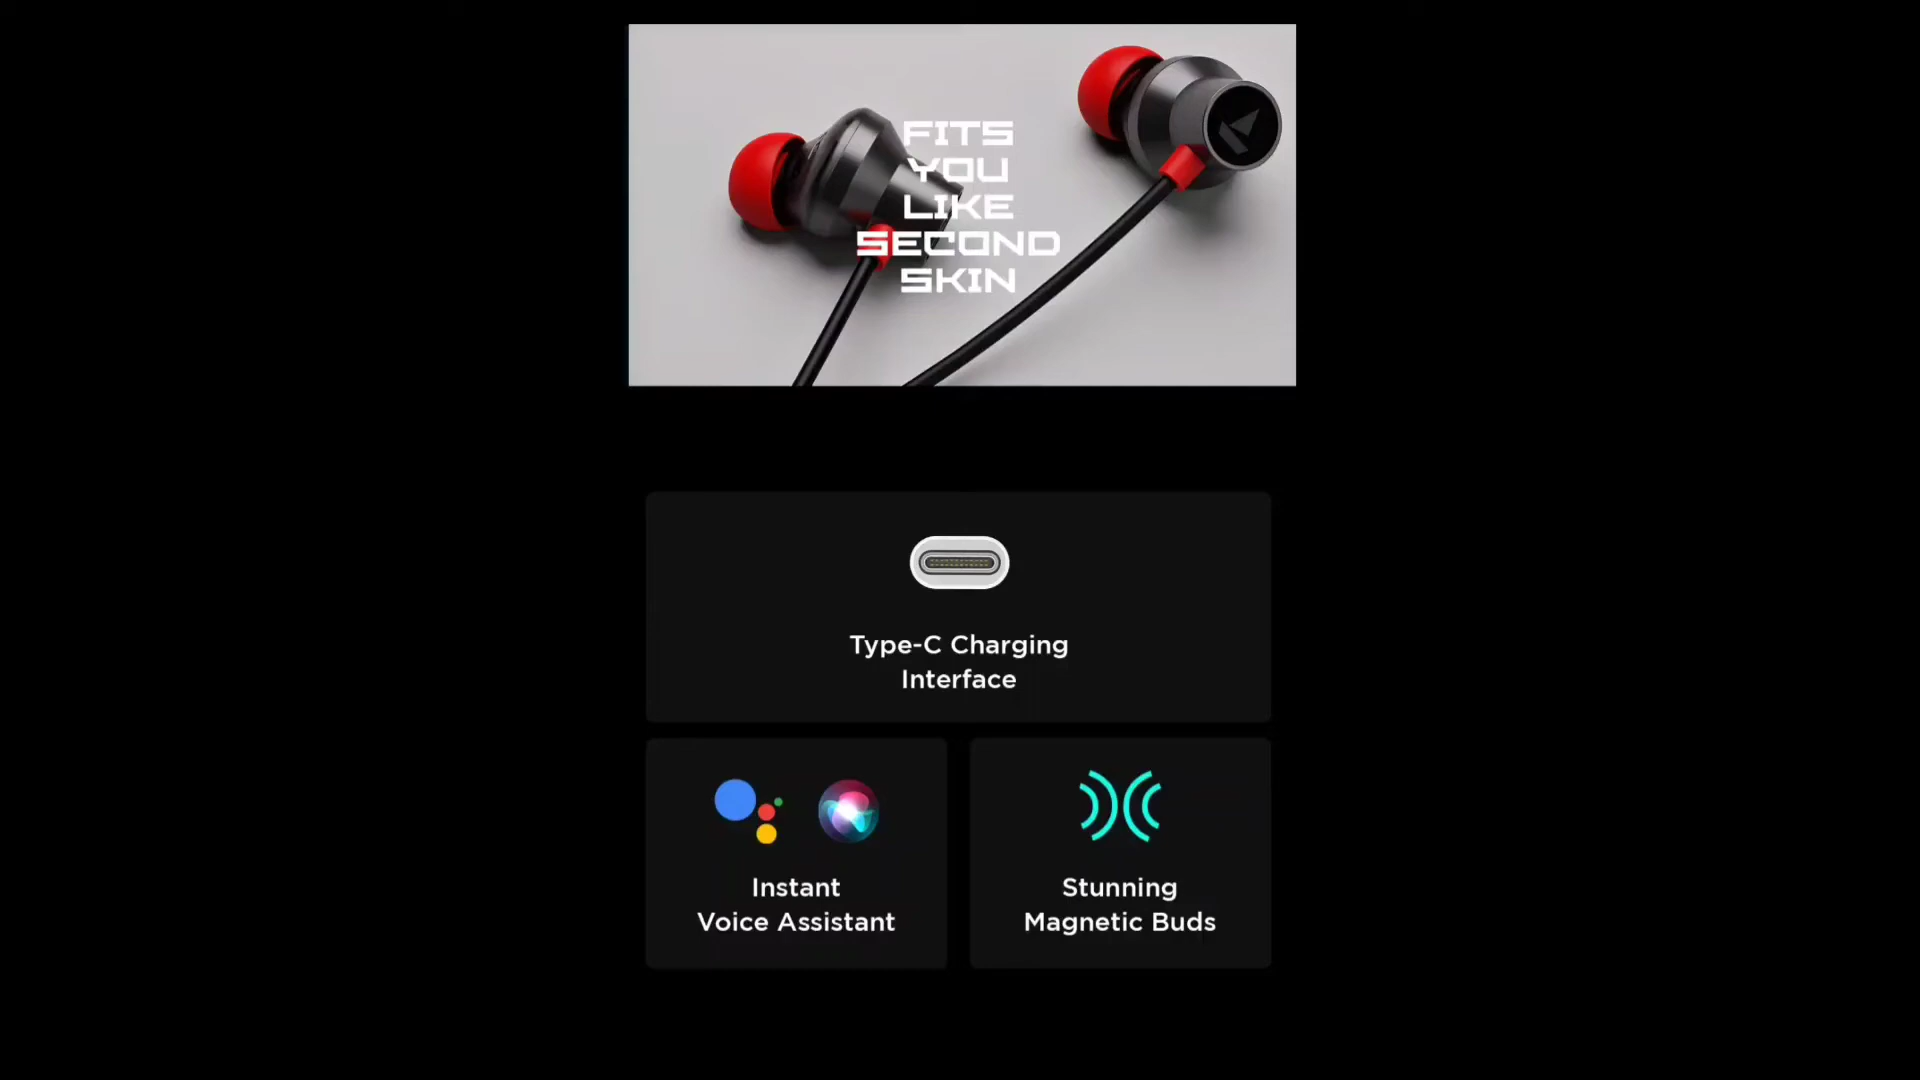 FITS
YOU
LIKE
SECOND
SKIN
Type-C Charging
Interface
Instant
Voice Assistant
Stunning
Magnetic Buds